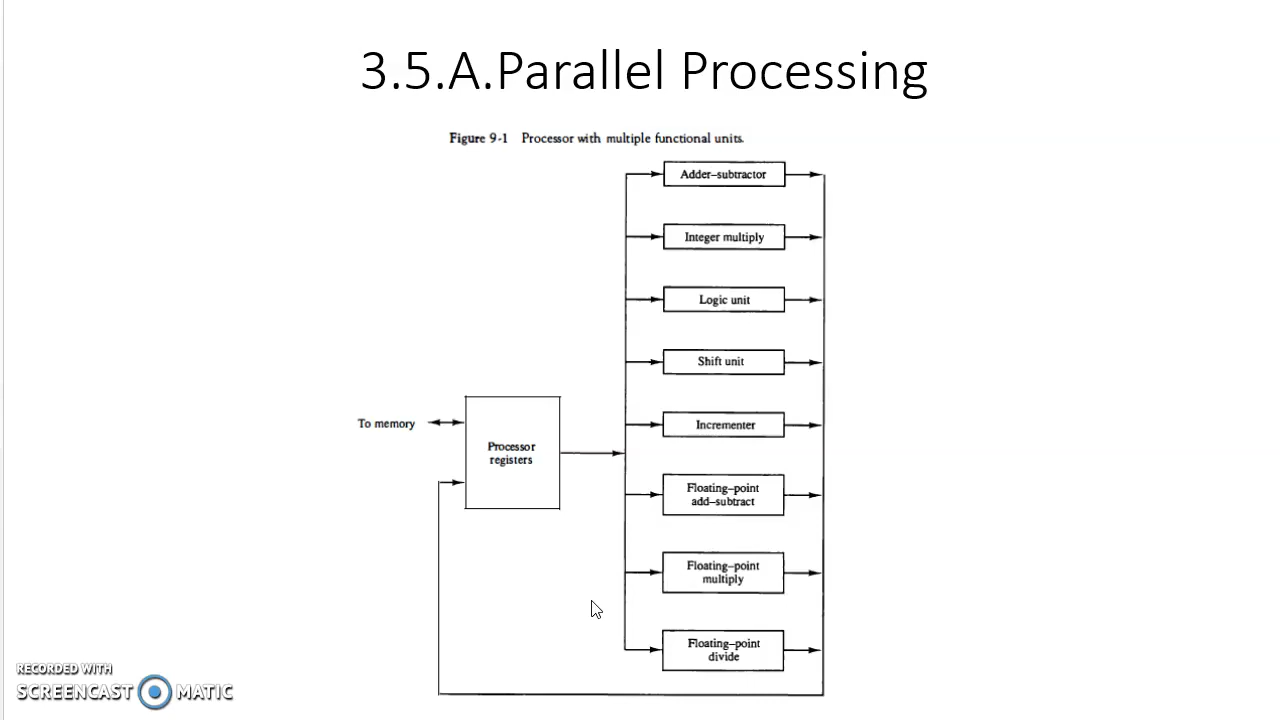 3.5.A.Parallel Processing
Figure 9-1 Processor with multiple functional units.
Adder–subtractor
Integer multiply
Logic unit
Shift unit
To memory
Processor
registers
Incrementer
Floating–point
add–subtract
Floating–point
multiply
Floating–point
divide
RECORDED WITH
SCREENCAST MATIC